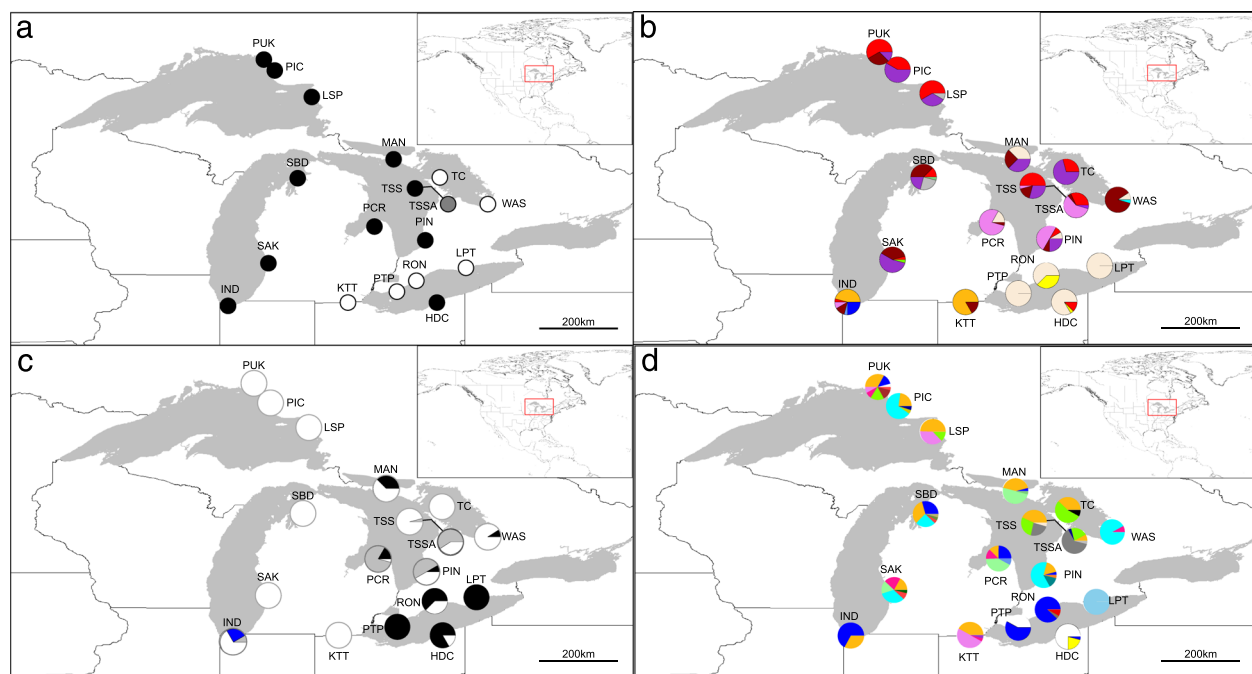 a
PUK
PIC
LSP
MAN
SBD
TC
TSS
TSSA
WAS
PCR
PIN
SAK
LPT
RON
PTP
IND
KTT
HDC
200km
b
PUK
PIC
LSP
MAN
SBD
TC
TSS
TSSA
WAS
PCR
PIN
SAK
RON
LPT
PTP
IND
KTT
HDC
200km
c
PUK
PIC
LSP
MAN
SBD
TC
TSS
WAS
TSSA
PCR
PIN
SAK
LPT
RON
IND
PTP
KTT
HDC
200km
d
PUK
PIC
LSP
MAN
SBD
TC
TSS
WAS
TSSA
PCR
PIN
SAK
RON
LPT
PTP
IND
KTT
HDC
200km